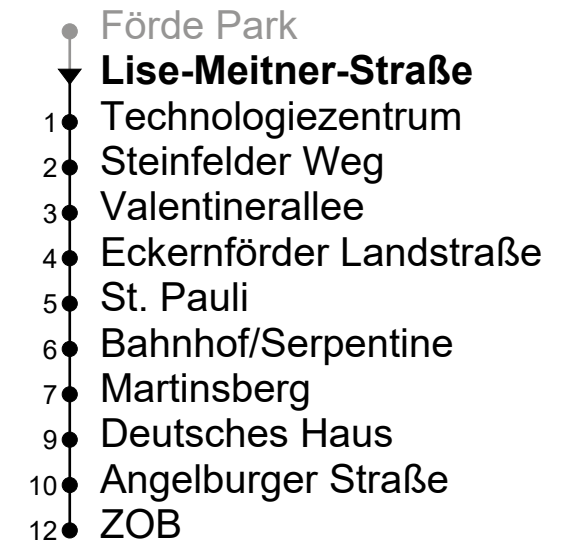 Förde Park
Lise-Meitner-Straße
1 Technologiezentrum
2 Steinfelder Weg
3 Valentinerallee
4 Eckernförder Landstraße
5 St. Pauli
6 Bahnhof/Serpentine
7 Martinsberg
9 Deutsches Haus
10 Angelburger Straße
12 ZOB